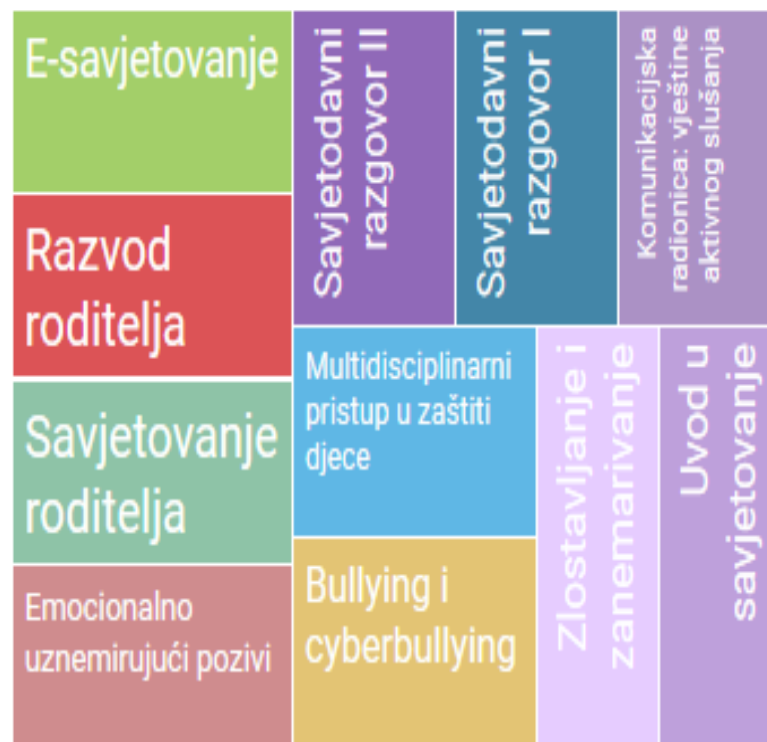 E-savjetovanje
Razvod
roditelja
Savjetovanje
roditelja
Emocionalno
uznemirujući pozivi
Savjetodavni
razgovor II
Savjetodavni
razgovor I
Komunikacijska
radionica: vještine
aktivnog slušanja
Multidisciplinarni
pristup u zaštiti
djece
Bullying i
cyberbullying
Zlostavljanje i
zanemarivanje
Uvod u
savjetovanje